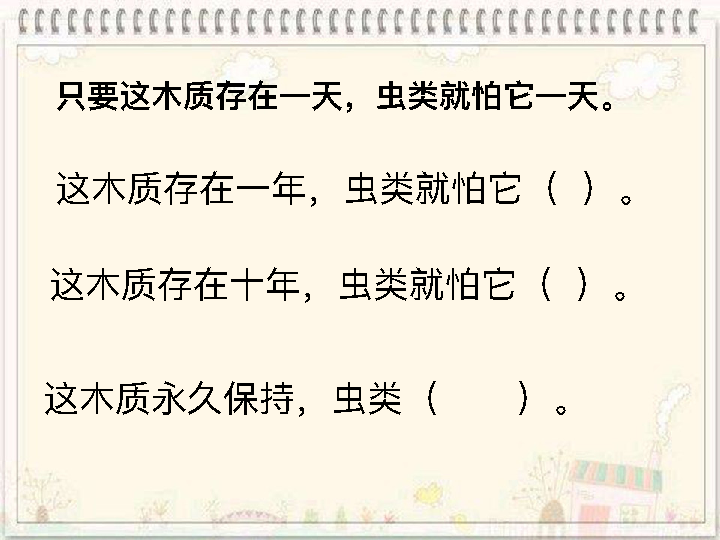 只要这木质存在一天，虫类就怕它一天。
这木质存在一年，虫类就怕它（ ）。
这木质存在十年，虫类就怕它（ ）。
这木质永久保持，虫类（ ）。